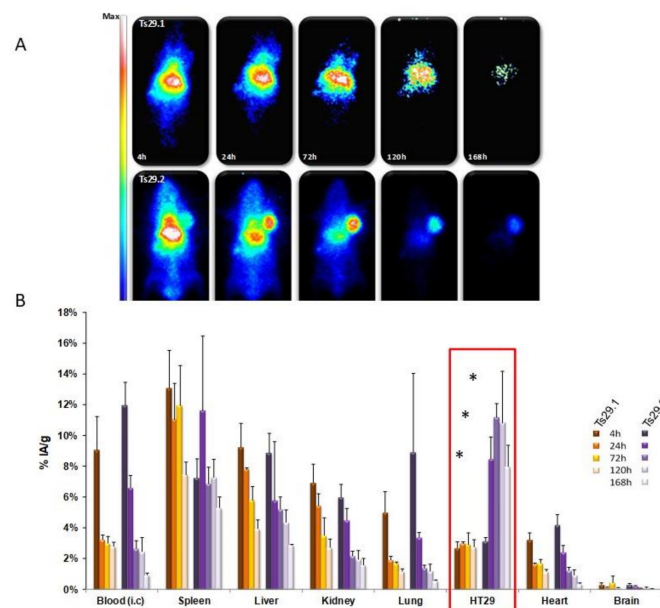 A
Max
Ts29.1
4h
24h
72h
120h
168h
Ts29.2
B
18%
16%
14%
12%
10%
8%
6%
4%
2%
0%
% IA/g
*
*
*
Ts29.1
4h
24h
72h
120h
168h
Blood (i.c)
Spleen
Liver
Kidney
Lung
HT29
Heart
Brain